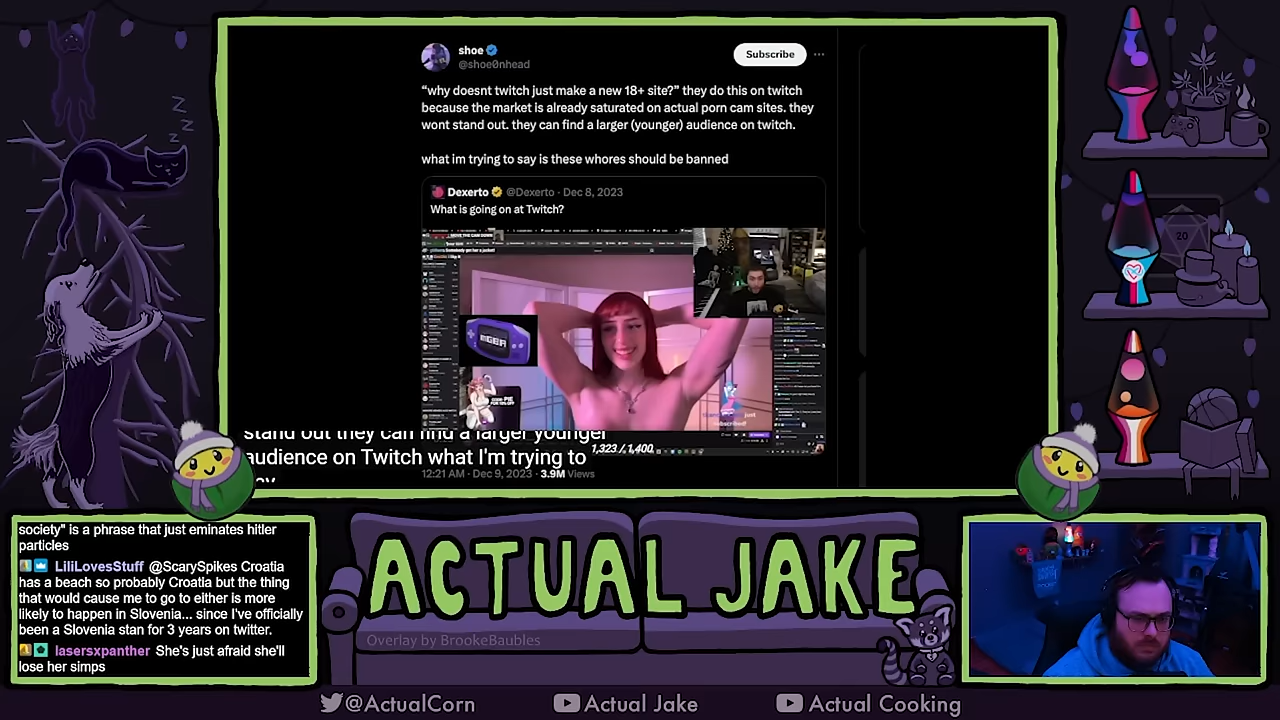 shoe
@shoe0nhead
Subscribe
“why doesnt twitch just make a new 18+ site?” they do this on twitch
because the market is already saturated on actual porn cam sites. they
wont stand out. they can find a larger (younger) audience on twitch.
what im trying to say is these whores should be banned
Dexerto @Dexerto · Dec 8, 2023
What is going on at Twitch?
mGBA
stand out they can find a larger younger
audience on Twitch what I'm trying to
1,323 / 1,400
12:21 AM · Dec 9, 2023 · 3.9M Views
20
society" is a phrase that just eminates hitler
particles
LiliLovesStuff @ScarySpikes Croatia
has a beach so probably Croatia but the thing
that would cause me to go to either is more
likely to happen in Slovenia... since I've officially
been a Slovenia stan for 3 years on twitter.
lasersxpanther She's just afraid she'll
lose her simps
ACTUAL JAKE
Overlay by BrookeBaubles
@ActualCorn
Actual Jake
Actual Cooking